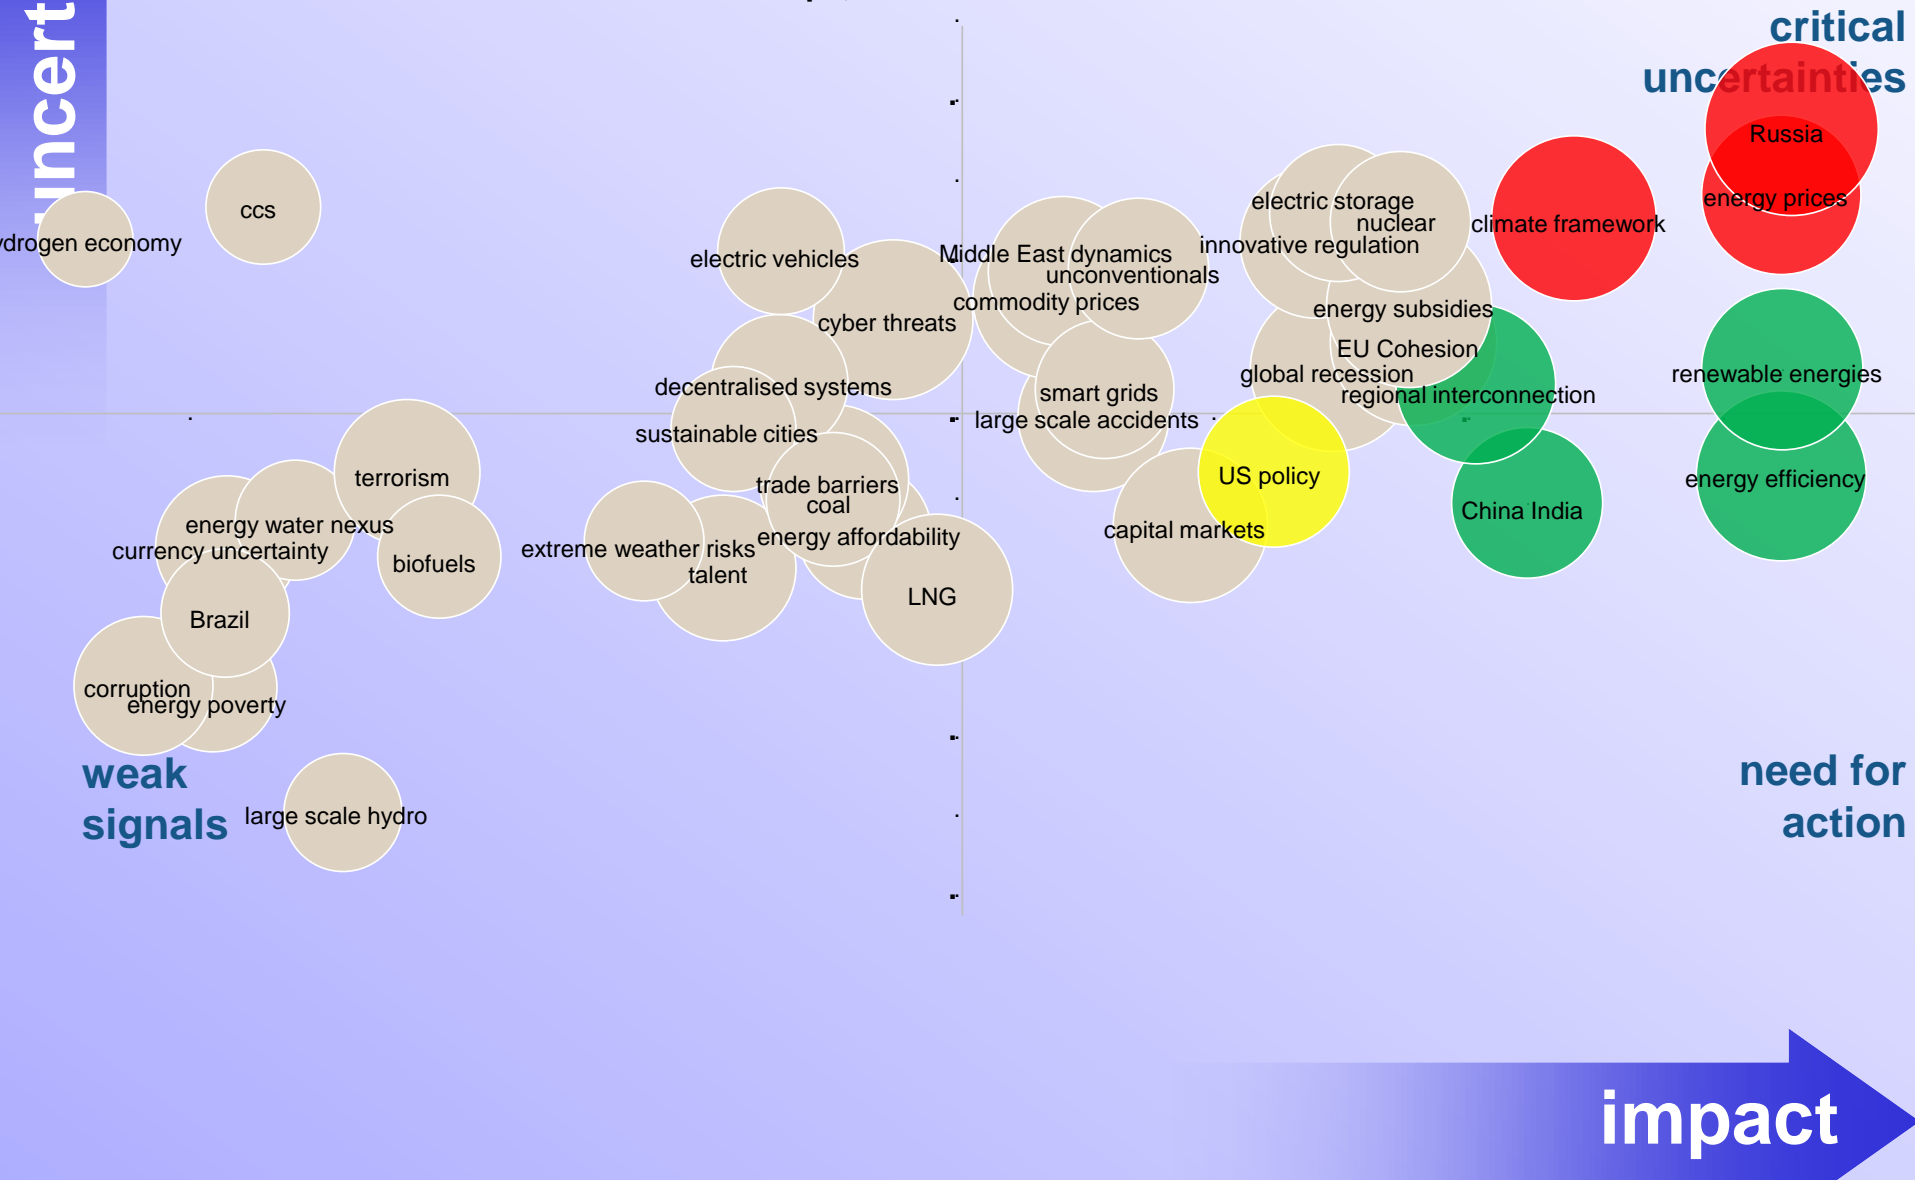 uncert
critical
uncertainties
Russia
ccs
energy prices
electric storage
nuclear
climate framework
ydrogen economy
innovative regulation
electric vehicles
Middle East dynamics
unconventionals
commodity prices
energy subsidies
cyber threats
EU Cohesion
global recession
renewable energies
decentralised systems
smart grids
regional interconnection
large scale accidents
sustainable cities
terrorism
US policy
energy efficiency
trade barriers
coal
China India
energy water nexus
capital markets
energy affordability
currency uncertainty
extreme weather risks
biofuels
talent
LNG
Brazil
corruption
energy poverty
weak
signals
need for
action
large scale hydro
impact